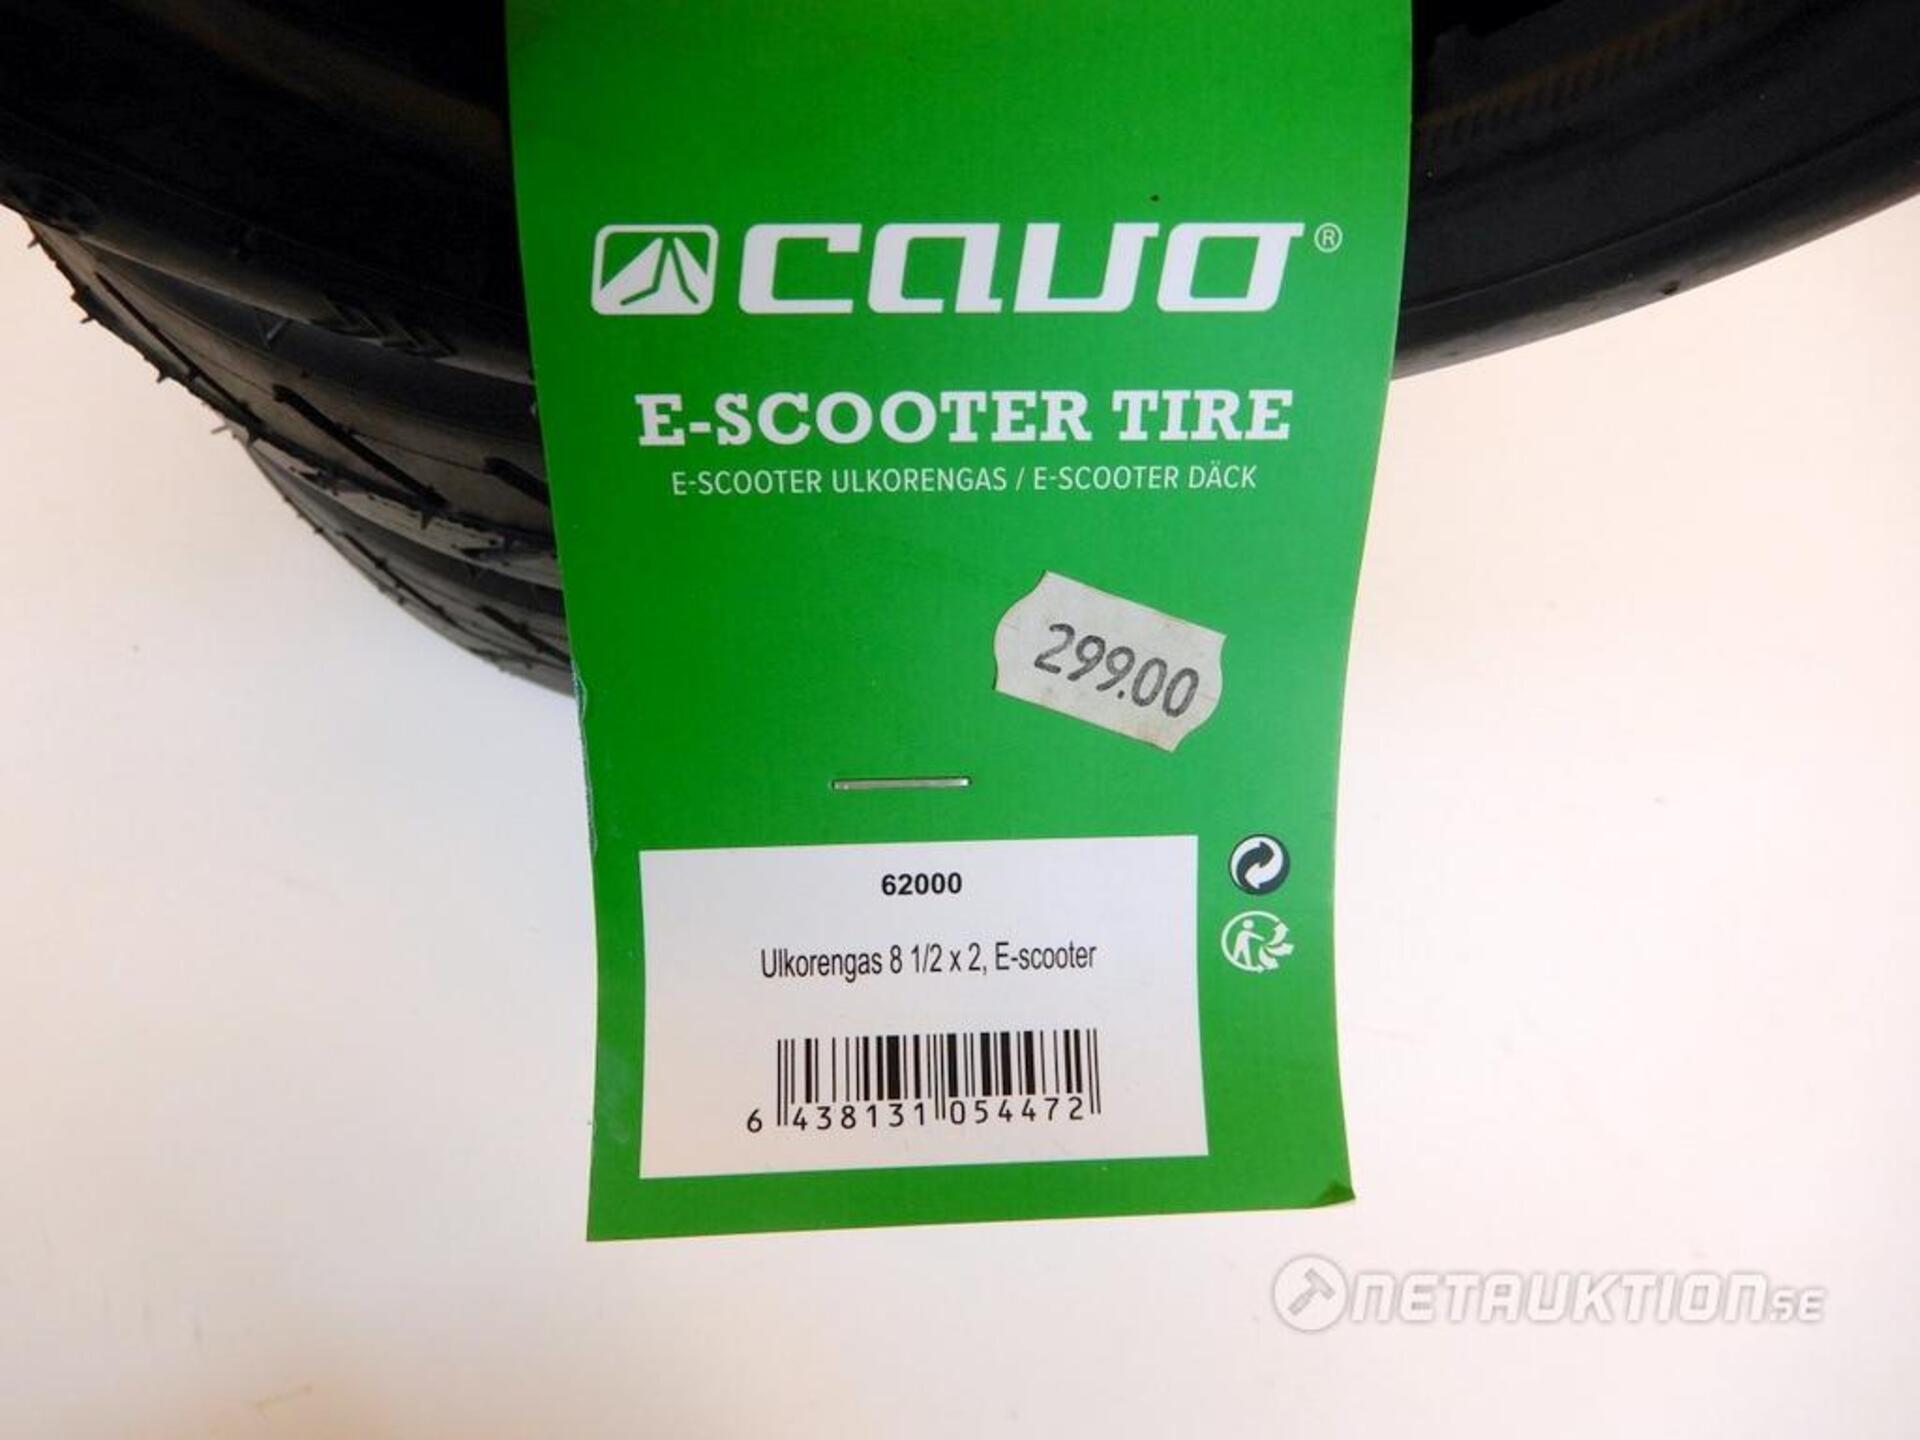 CAVO®
E-SCOOTER TIRE
E-SCOOTER ULKORENGAS / E-SCOOTER DÄCK
299.00
62000
Ulkorengas 8 1/2 x 2, E-scooter
6 438131 054472
NETAUKTION.SE